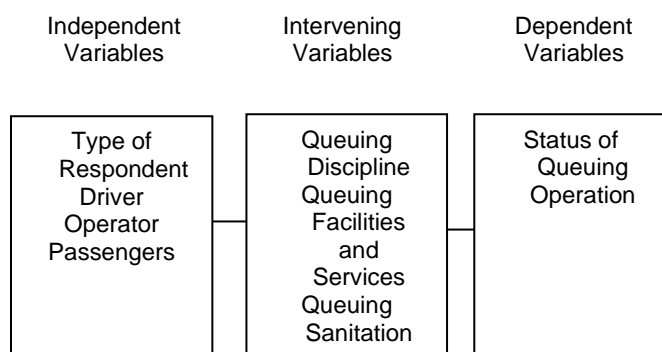 Independent
Variables
Intervening
Variables
Dependent
Variables
Type of
Respondent
Driver
Operator
Passengers
Queuing
Discipline
Queuing
Facilities
and
Services
Queuing
Sanitation
Status of
Queuing
Operation